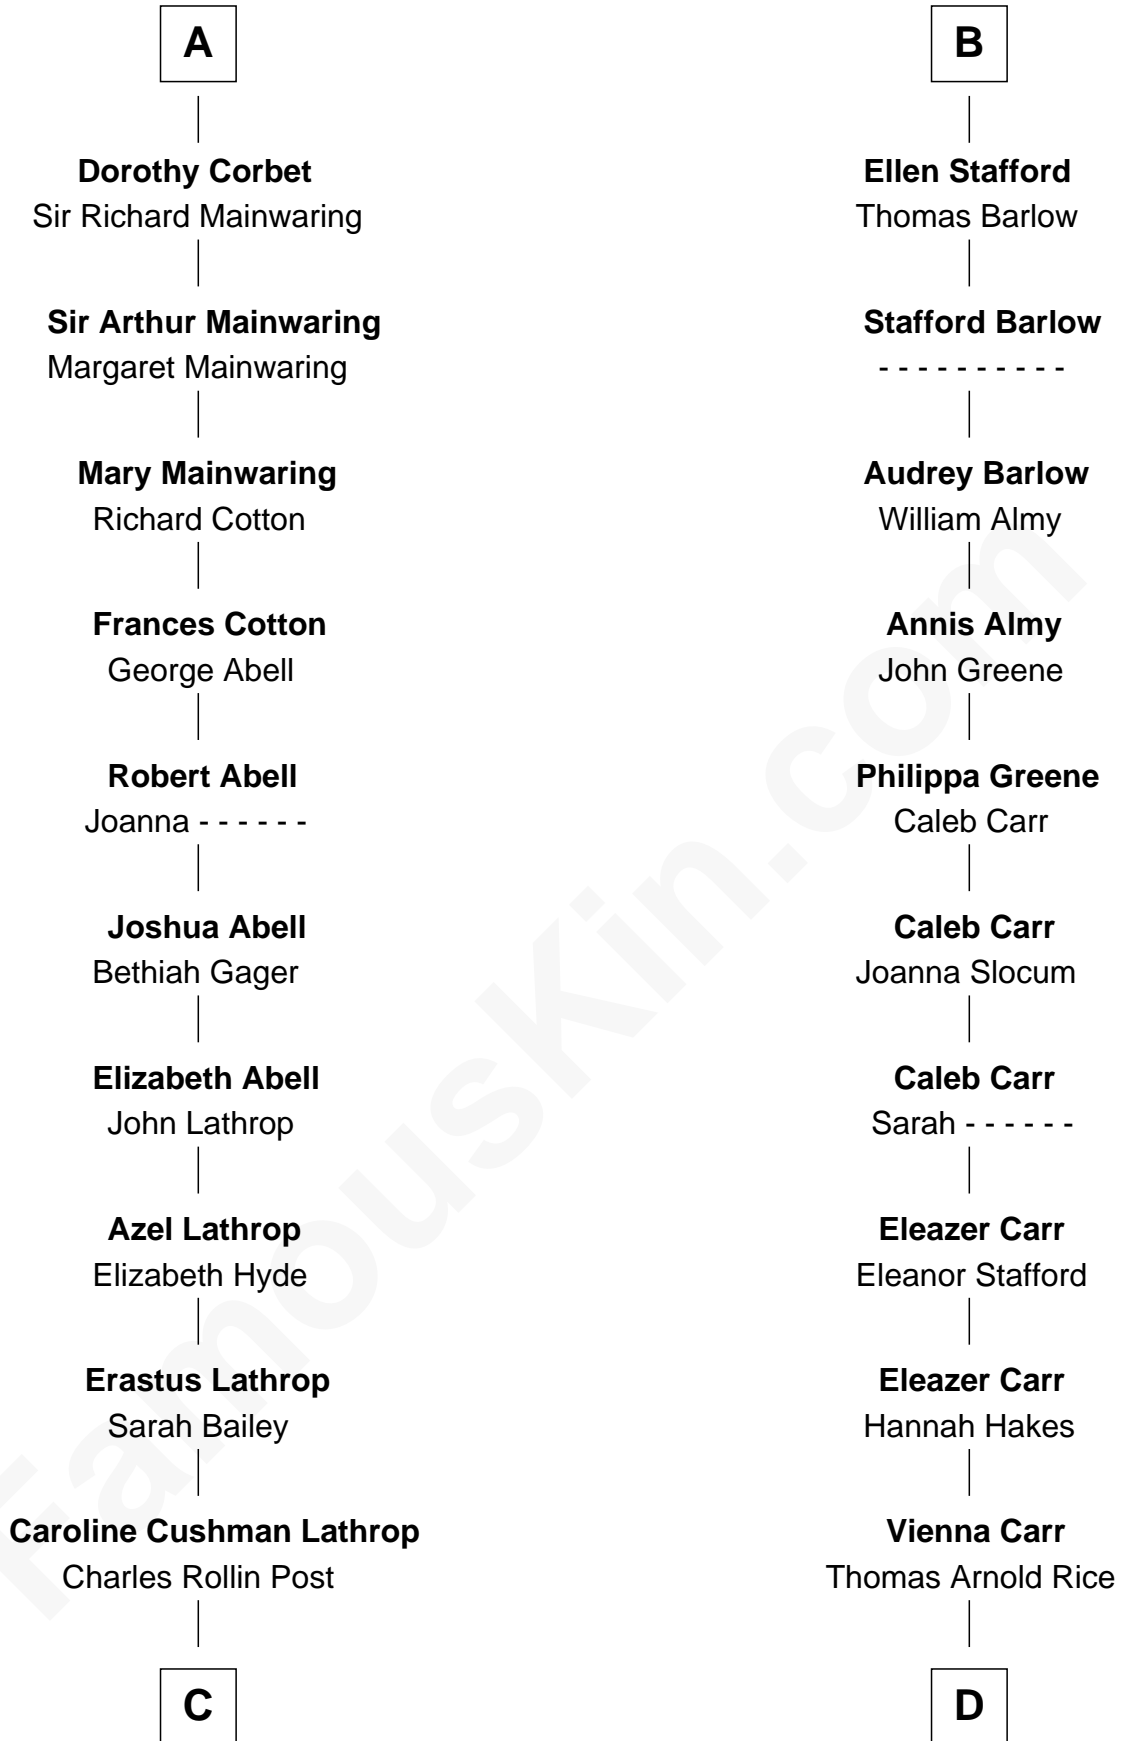 A
Dorothy Corbet
Sir Richard Mainwaring
Sir Arthur Mainwaring
Margaret Mainwaring
Mary Mainwaring
Richard Cotton
Frances Cotton
George Abell
Robert Abell
Joanna - - - - - -
Joshua Abell
Bethiah Gager
Elizabeth Abell
John Lathrop
Azel Lathrop
Elizabeth Hyde
Erastus Lathrop
Sarah Bailey
Caroline Cushman Lathrop
Charles Rollin Post
C
B
Ellen Stafford
Thomas Barlow
Stafford Barlow
- - - - - - - - - -
Audrey Barlow
William Almy
Annis Almy
John Greene
Philippa Greene
Caleb Carr
Caleb Carr
Joanna Slocum
Caleb Carr
Sarah - - - - - -
Eleazer Carr
Eleanor Stafford
Eleazer Carr
Hannah Hakes
Vienna Carr
Thomas Arnold Rice
D
FamousKin.com